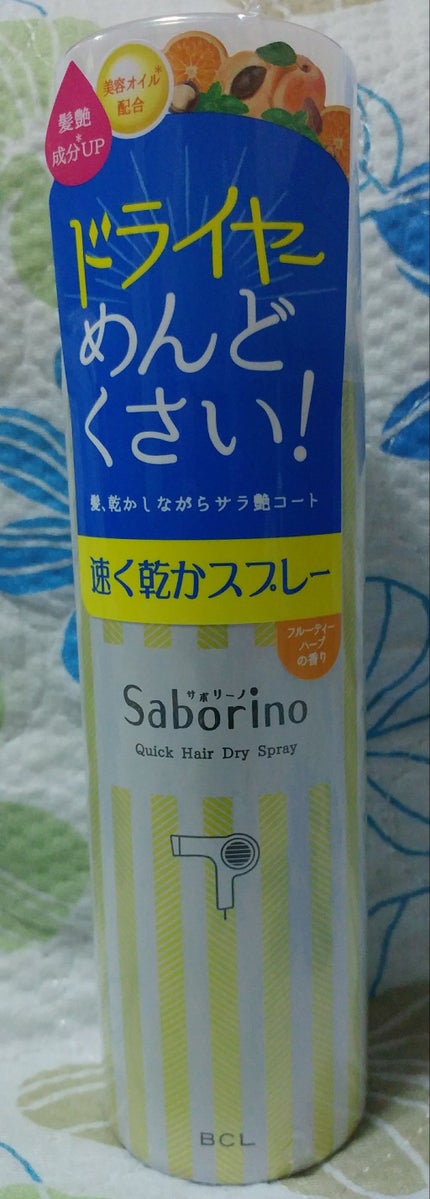 美容オイル*
配合
髪艶*
成分UP
ドライヤー
めんど
くさい!
髪、乾かしながらサラ艶コート
速く乾かスプレー
フルーティー
ハーブ
の香り
サボリーノ
Saborino
Quick Hair Dry Spray
BCL